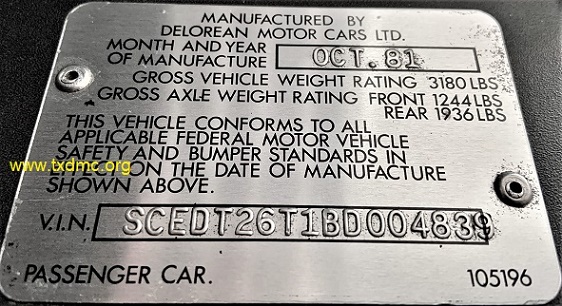 MANUFACTURED BY
DELOREAN MOTOR CARS LTD.
MONTH AND YEAR
OF MANUFACTURE OCT. 81
GROSS VEHICLE WEIGHT RATING 3180 LBS
GROSS AXLE WEIGHT RATING FRONT 1244 LBS
REAR 1936 LBS
THIS VEHICLE CONFORMS TO ALL
APPLICABLE FEDERAL MOTOR VEHICLE
www.txdmc.org
SAFETY AND BUMPER STANDARDS IN
ON THE DATE OF MANUFACTURE
SHOWN ABOVE.
V.I.N. SCEDT26T1BD004839
PASSENGER CAR. 105196